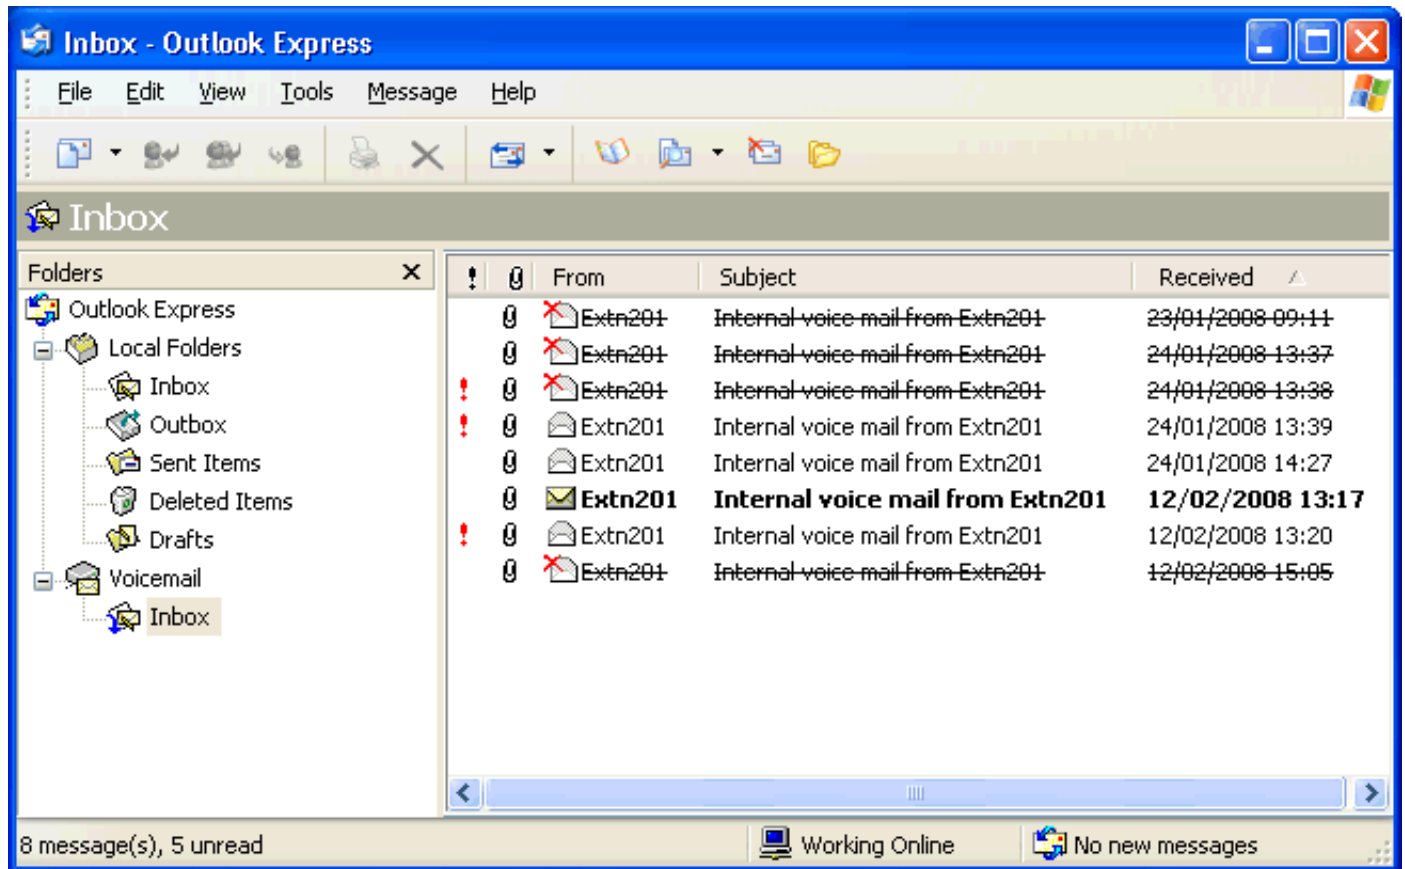 Inbox - Outlook Express
File Edit View Tools Message Help
Inbox
Folders
Outlook Express
Local Folders
Inbox
Outbox
Sent Items
Deleted Items
Drafts
Voicemail
Inbox
! From Subject Received
Extn201 Internal voice mail from Extn201 23/01/2008 09:11
Extn201 Internal voice mail from Extn201 24/01/2008 13:37
! Extn201 Internal voice mail from Extn201 24/01/2008 13:38
! Extn201 Internal voice mail from Extn201 24/01/2008 13:39
Extn201 Internal voice mail from Extn201 24/01/2008 14:27
Extn201 Internal voice mail from Extn201 12/02/2008 13:17
! Extn201 Internal voice mail from Extn201 12/02/2008 13:20
Extn201 Internal voice mail from Extn201 12/02/2008 15:05
8 message(s), 5 unread Working Online No new messages